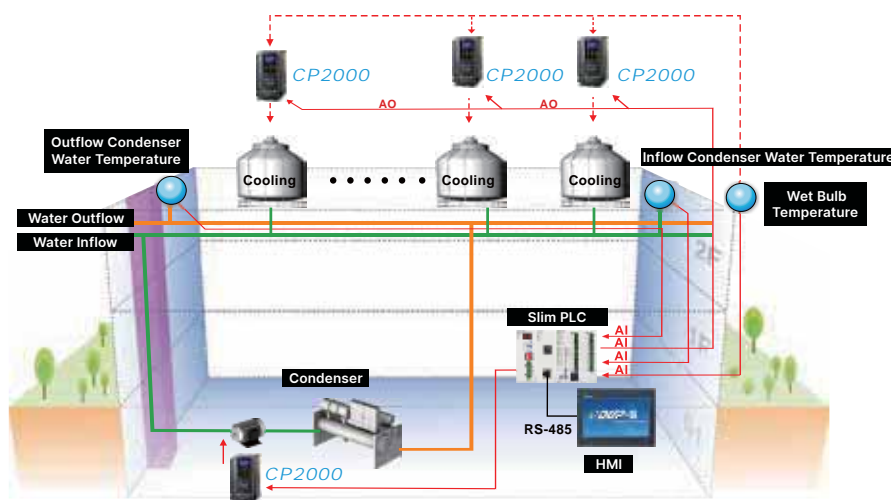 CP2000
CP2000
CP2000
AO
AO
Outflow Condenser
Water Temperature
Inflow Condenser Water Temperature
Cooling
Cooling
Cooling
Wet Bulb
Temperature
Water Outflow
Water Inflow
2F
Slim PLC
AI
AI
AI
AI
Condenser
RS-485
HMI
CP2000